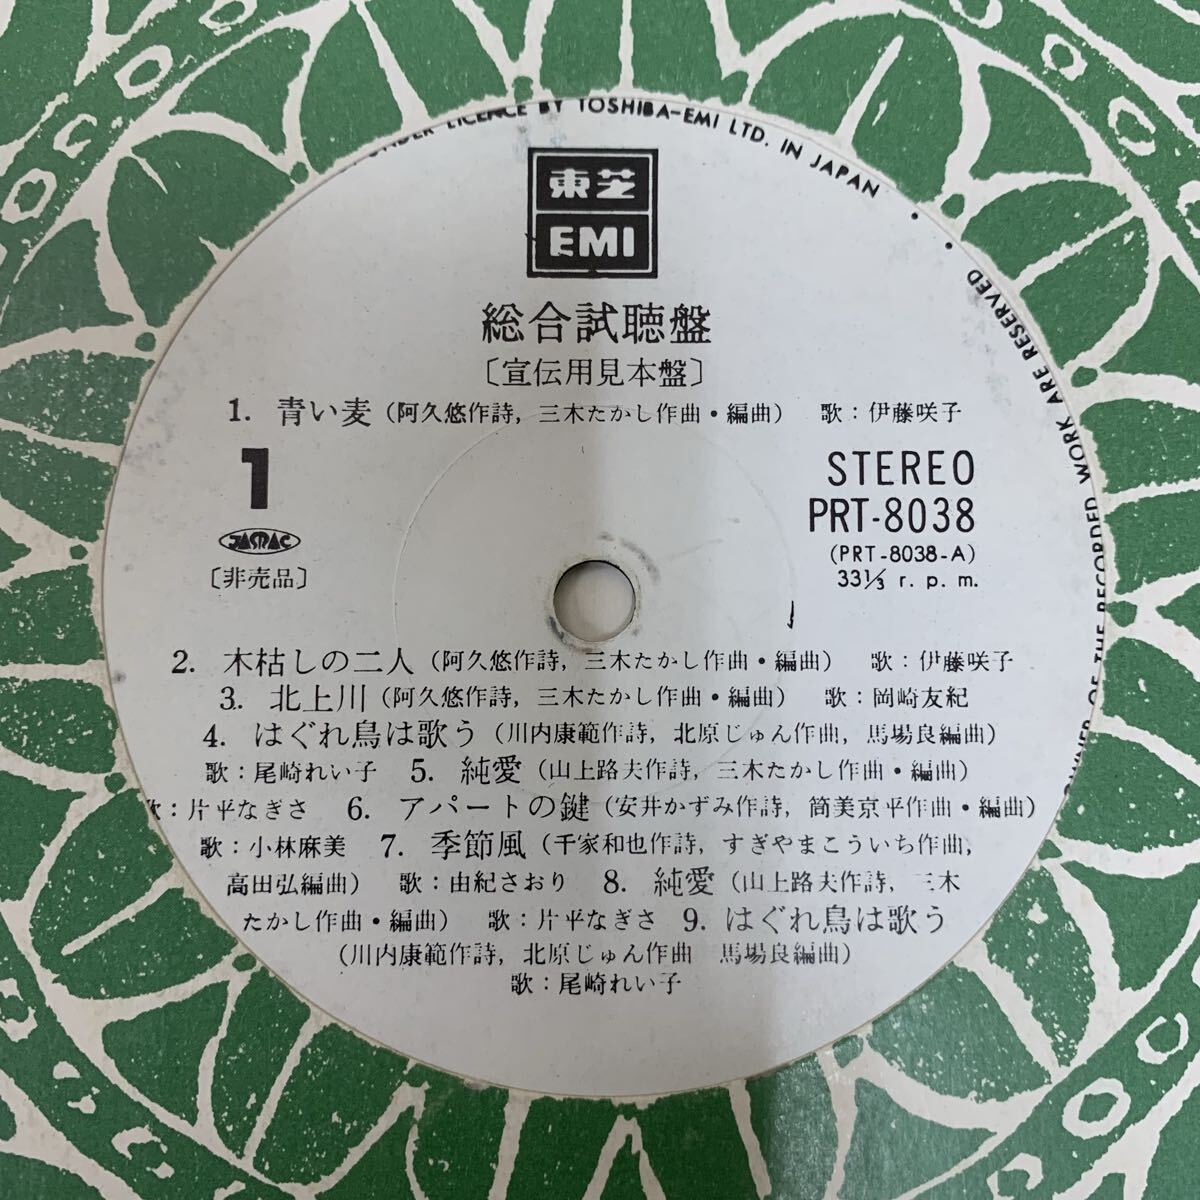 UNDER LICENCE BY TOSHIBA-EMI LTD. IN JAPAN •
• OWNER OF THE RECORDED WORK ARE RESERVED
東芝
EMI
総合試聴盤
〔宣伝用見本盤〕
1. 青い麦（阿久悠作詩, 三木たかし作曲・編曲） 歌：伊藤咲子
1
JASRAC
〔非売品〕
STEREO
PRT-8038
(PRT-8038-A)
33⅓ r. p. m.
2. 木枯しの二人（阿久悠作詩, 三木たかし作曲・編曲） 歌：伊藤咲子
3. 北上川（阿久悠作詩, 三木たかし作曲・編曲） 歌：岡崎友紀
4. はぐれ鳥は歌う（川内康範作詩, 北原じゅん作曲, 馬場良編曲）
歌：尾崎れい子 5. 純愛（山上路夫作詩, 三木たかし作曲・編曲）
歌：片平なぎさ 6. アパートの鍵（安井かずみ作詩, 筒美京平作曲・編曲）
歌：小林麻美 7. 季節風（千家和也作詩, すぎやまこういち作曲,
高田弘編曲） 歌：由紀さおり 8. 純愛（山上路夫作詩, 三木
たかし作曲・編曲） 歌：片平なぎさ 9. はぐれ鳥は歌う
（川内康範作詩, 北原じゅん作曲 馬場良編曲）
歌：尾崎れい子